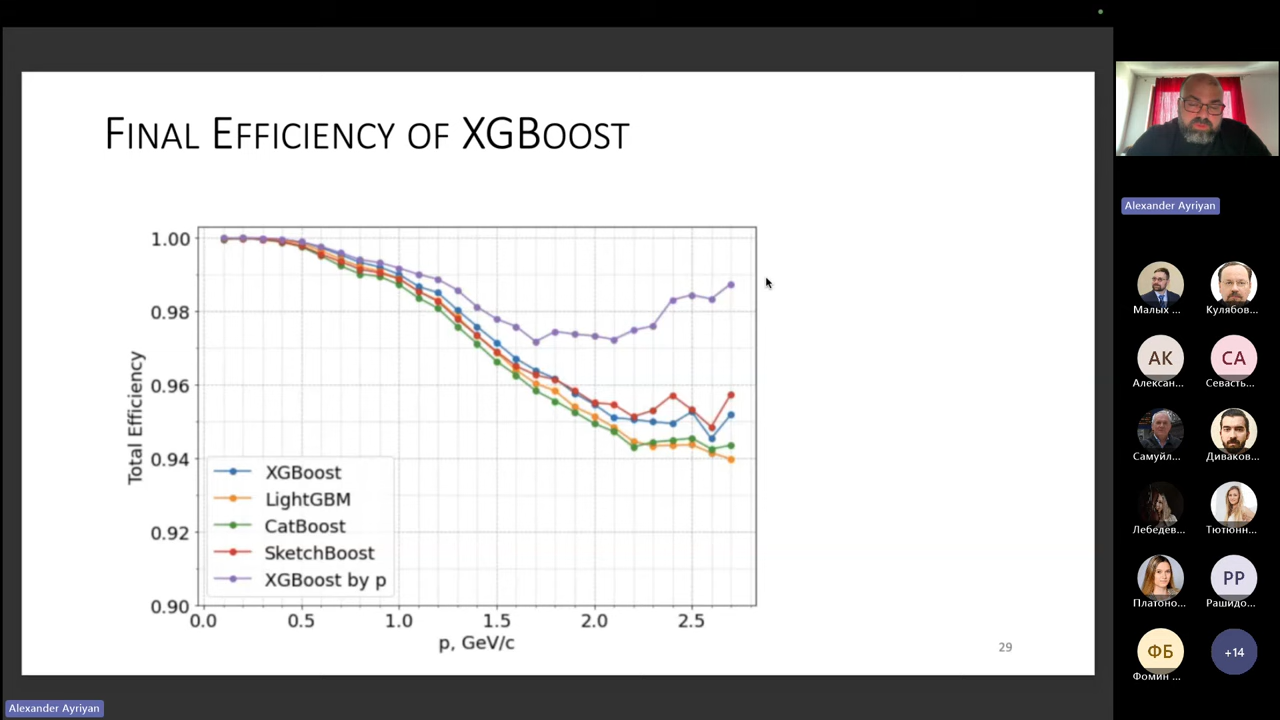 FINAL EFFICIENCY OF XGBOOST
1.00
0.98
0.96
0.94
0.92
0.90
Total Efficiency
XGBoost
LightGBM
CatBoost
SketchBoost
XGBoost by p
0.0 0.5 1.0 1.5 2.0 2.5
p, GeV/c
29
Alexander Ayriyan
Alexander Ayriyan
Малых ... Кулябов...
АК СА
Алексан... Севасть...
Самуйл... Диваков...
Лебедев... Тютюнн...
РР
Платоно... Рашидо...
ФБ +14
Фомин ...